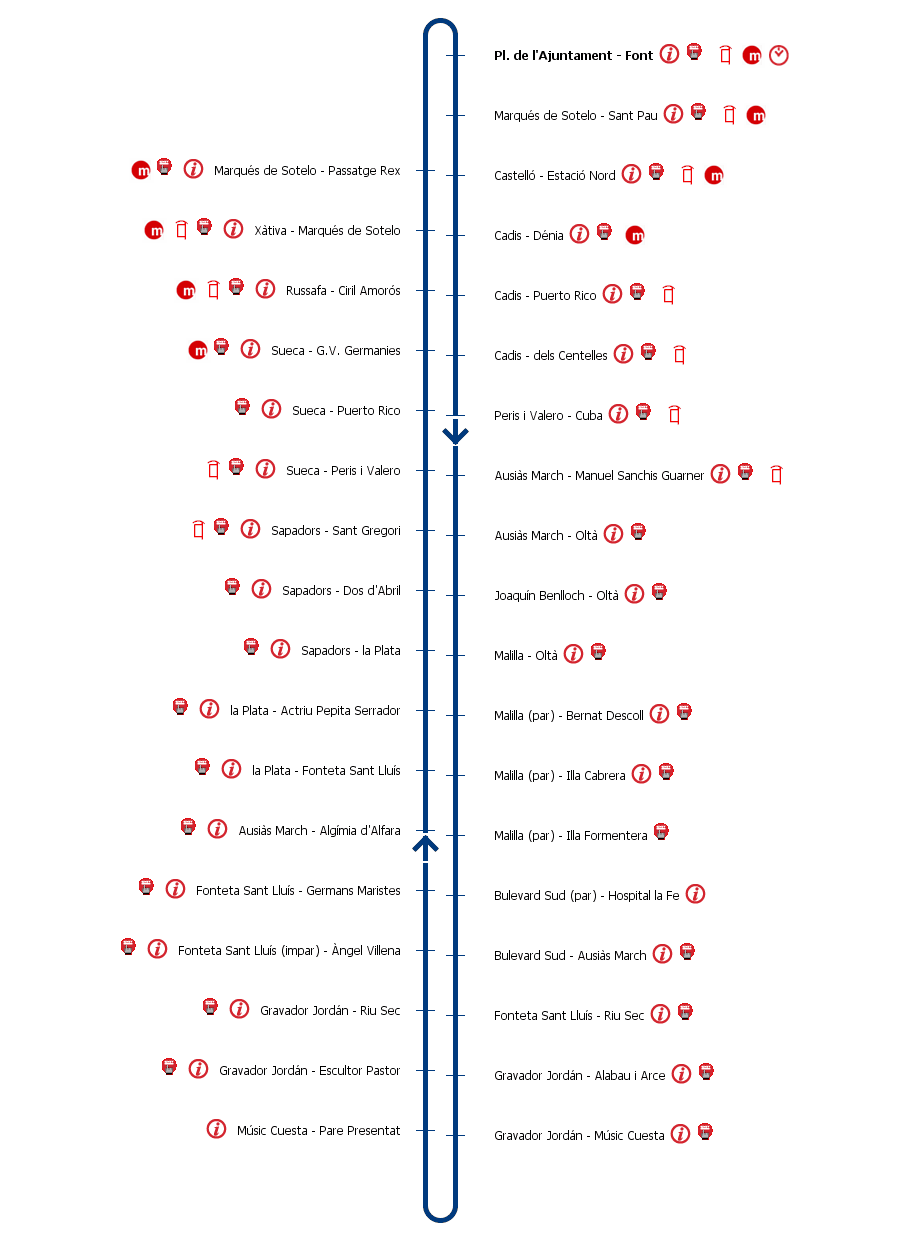 Pl. de l'Ajuntament - Font
Marqués de Sotelo - Sant Pau
Marqués de Sotelo - Passatge Rex
Castelló - Estació Nord
Xàtiva - Marqués de Sotelo
Cadis - Dénia
Russafa - Ciril Amorós
Cadis - Puerto Rico
Sueca - G.V. Germanies
Cadis - dels Centelles
Sueca - Puerto Rico
Peris i Valero - Cuba
Sueca - Peris i Valero
Ausiàs March - Manuel Sanchis Guarner
Sapadors - Sant Gregori
Ausiàs March - Oltà
Sapadors - Dos d'Abril
Joaquín Benlloch - Oltà
Sapadors - la Plata
Malilla - Oltà
la Plata - Actriu Pepita Serrador
Malilla (par) - Bernat Descoll
la Plata - Fonteta Sant Lluís
Malilla (par) - Illa Cabrera
Ausiàs March - Algímia d'Alfara
Malilla (par) - Illa Formentera
Fonteta Sant Lluís - Germans Maristes
Bulevard Sud (par) - Hospital la Fe
Fonteta Sant Lluís (impar) - Àngel Villena
Bulevard Sud - Ausiàs March
Gravador Jordán - Riu Sec
Fonteta Sant Lluís - Riu Sec
Gravador Jordán - Escultor Pastor
Gravador Jordán - Alabau i Arce
Músic Cuesta - Pare Presentat
Gravador Jordán - Músic Cuesta